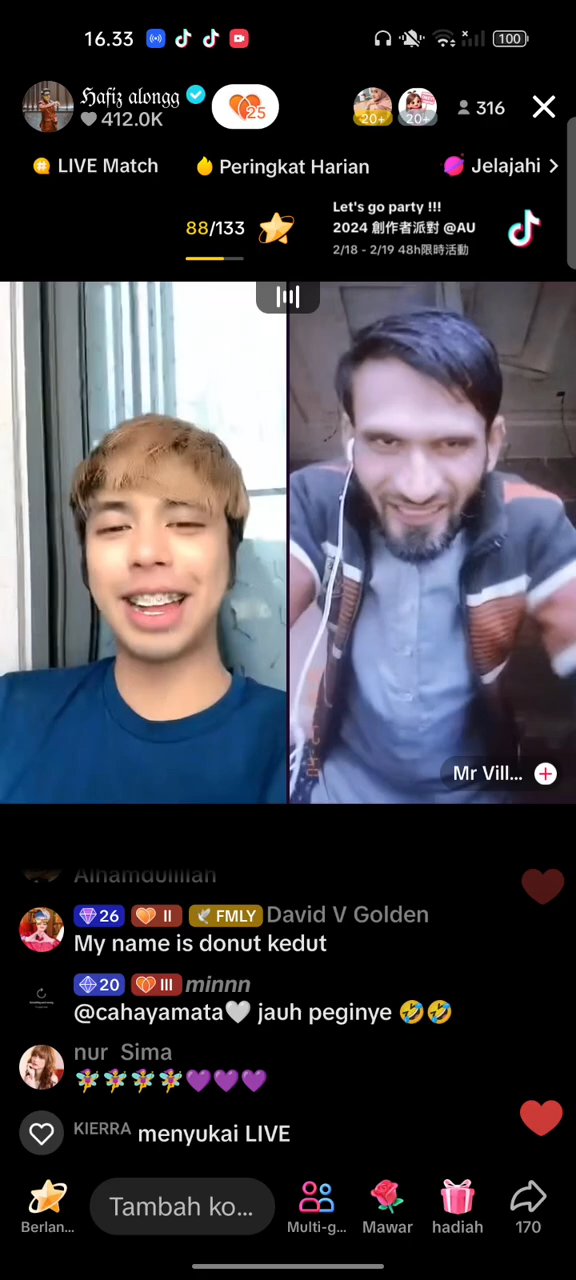 16.33
100
Hafiz alongg
412.0K
25
20+
20+
316
LIVE Match
Peringkat Harian
Jelajahi
88/133
Let's go party !!!
2024 創作者派對 @AU
2/18 - 2/19 48h限時活動
Mr Vill...
Alhamdulillah
26 II FMLY David V Golden
My name is donut kedut
20 III minnn
@cahayamata🤍 jauh peginye 🤣🤣
nur Sima
🧚🧚🧚🧚💜💜💜
KIERRA menyukai LIVE
Tambah ko...
Berlan...
Multi-g...
Mawar
hadiah
170